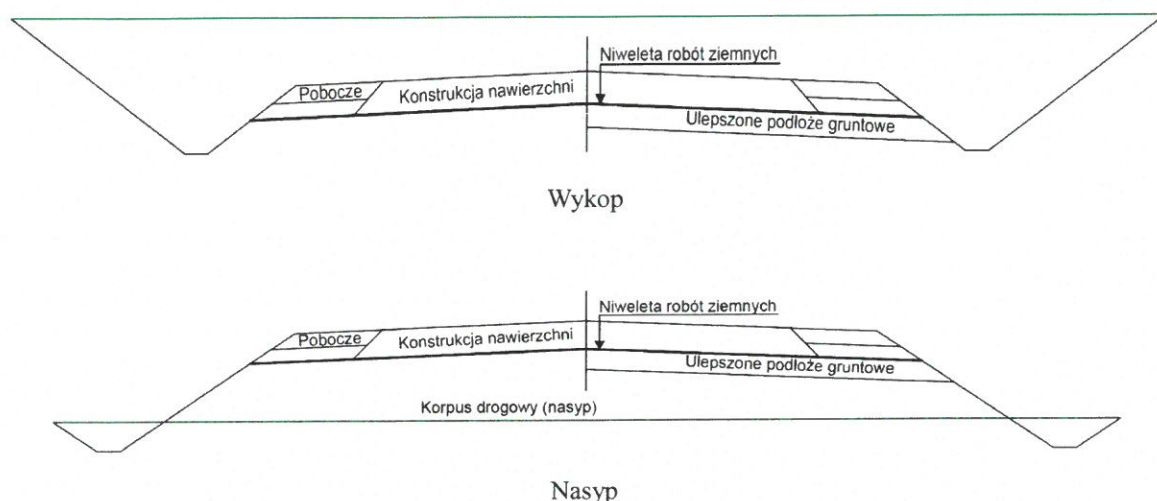 Niweleta robót ziemnych
Pobocze
Konstrukcja nawierzchni
Ulepszone podłoże gruntowe
Wykop
Niweleta robót ziemnych
Pobocze
Konstrukcja nawierzchni
Ulepszone podłoże gruntowe
Korpus drogowy (nasyp)
Nasyp